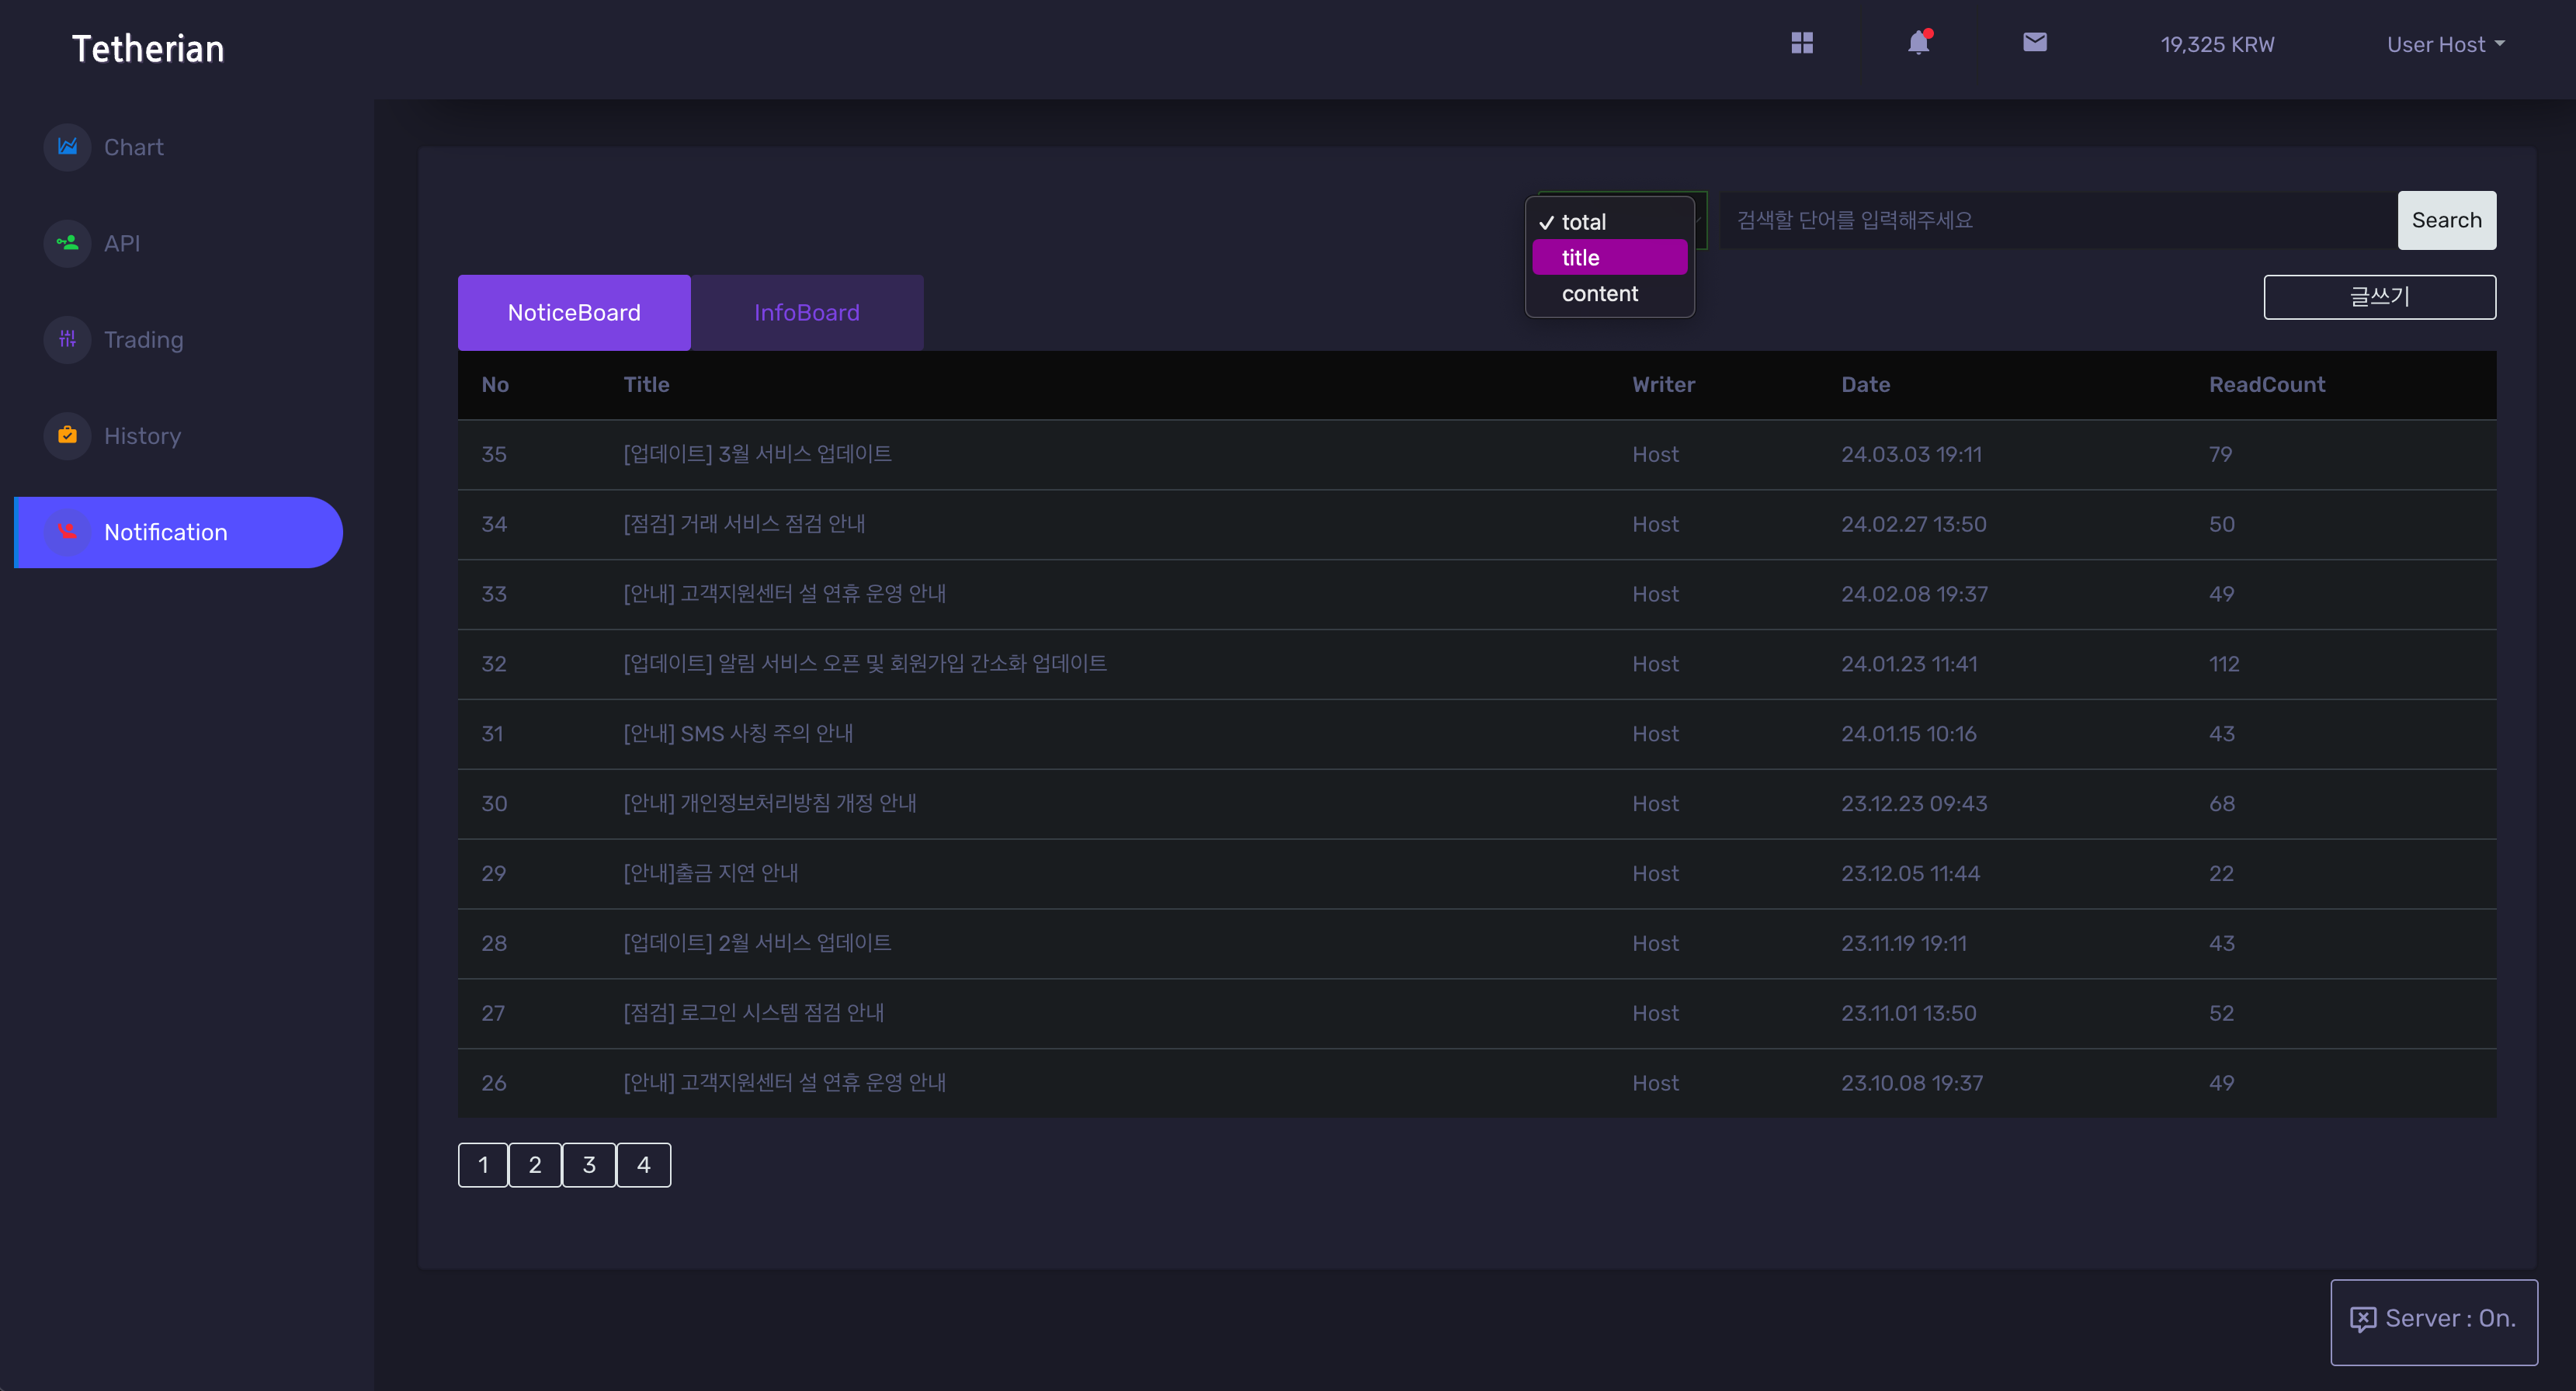 Tetherian
19,325 KRW
User Host
Chart
API
Trading
History
Notification
total
title
content
검색할 단어를 입력해주세요
Search
NoticeBoard
InfoBoard
글쓰기
No Title Writer Date ReadCount
35 [업데이트] 3월 서비스 업데이트 Host 24.03.03 19:11 79
34 [점검] 거래 서비스 점검 안내 Host 24.02.27 13:50 50
33 [안내] 고객지원센터 설 연휴 운영 안내 Host 24.02.08 19:37 49
32 [업데이트] 알림 서비스 오픈 및 회원가입 간소화 업데이트 Host 24.01.23 11:41 112
31 [안내] SMS 사칭 주의 안내 Host 24.01.15 10:16 43
30 [안내] 개인정보처리방침 개정 안내 Host 23.12.23 09:43 68
29 [안내]출금 지연 안내 Host 23.12.05 11:44 22
28 [업데이트] 2월 서비스 업데이트 Host 23.11.19 19:11 43
27 [점검] 로그인 시스템 점검 안내 Host 23.11.01 13:50 52
26 [안내] 고객지원센터 설 연휴 운영 안내 Host 23.10.08 19:37 49
1 2 3 4
Server : On.